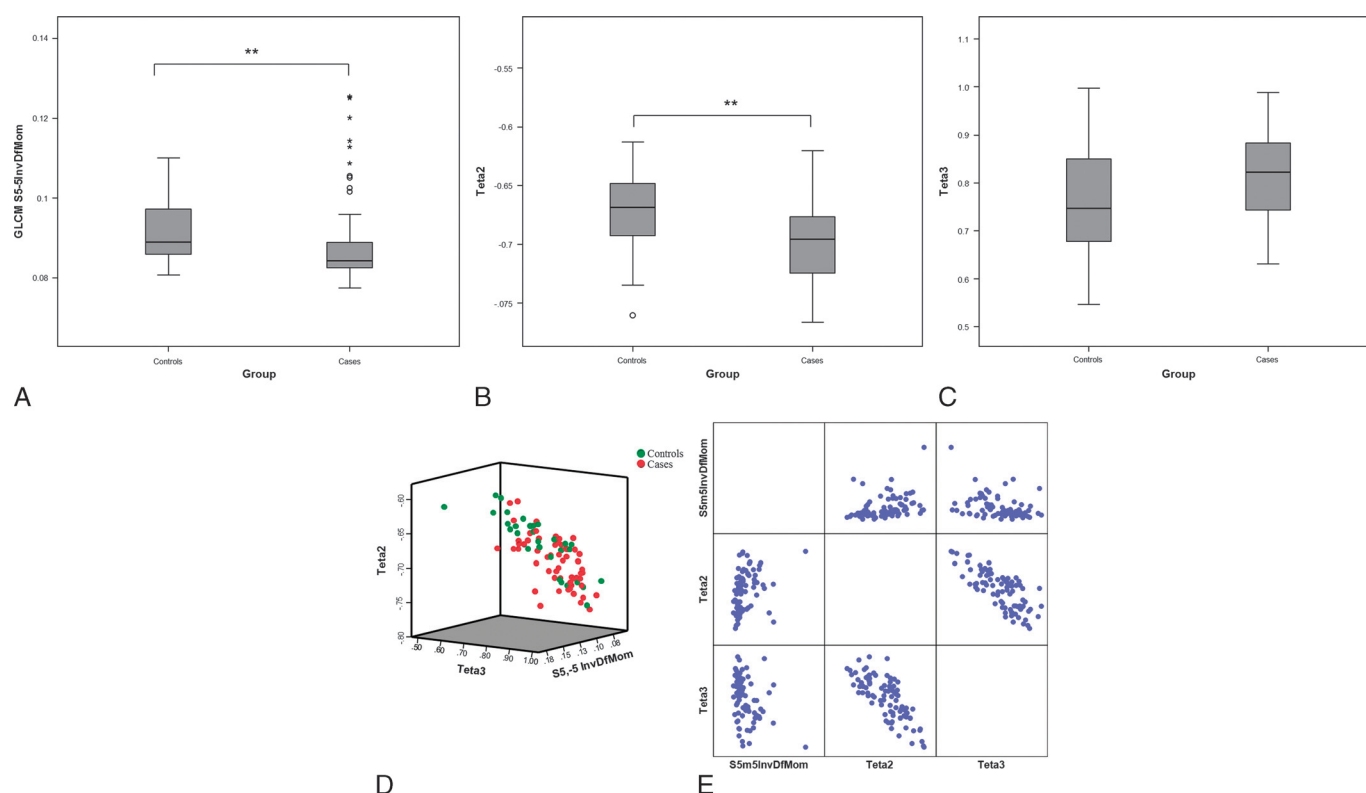 0.14
0.12
0.1
0.08
GLCM S5-5InvDfMom
**
Controls
Cases
Group
A
-0.55
-0.6
-0.65
-0.7
-.075
Teta2
**
Controls
Cases
Group
B
1.1
1.0
0.9
0.8
0.7
0.6
0.5
Teta3
Controls
Cases
Group
C
Controls
Cases
-.60
-.65
-.70
-.75
-.80
Teta2
.50
.60
.70
.80
.90
1.00
Teta3
.18
.15
.13
.10
.08
S5,-5 InvDfMom
D
S5m5InvDfMom
Teta2
Teta3
S5m5InvDfMom
Teta2
Teta3
E